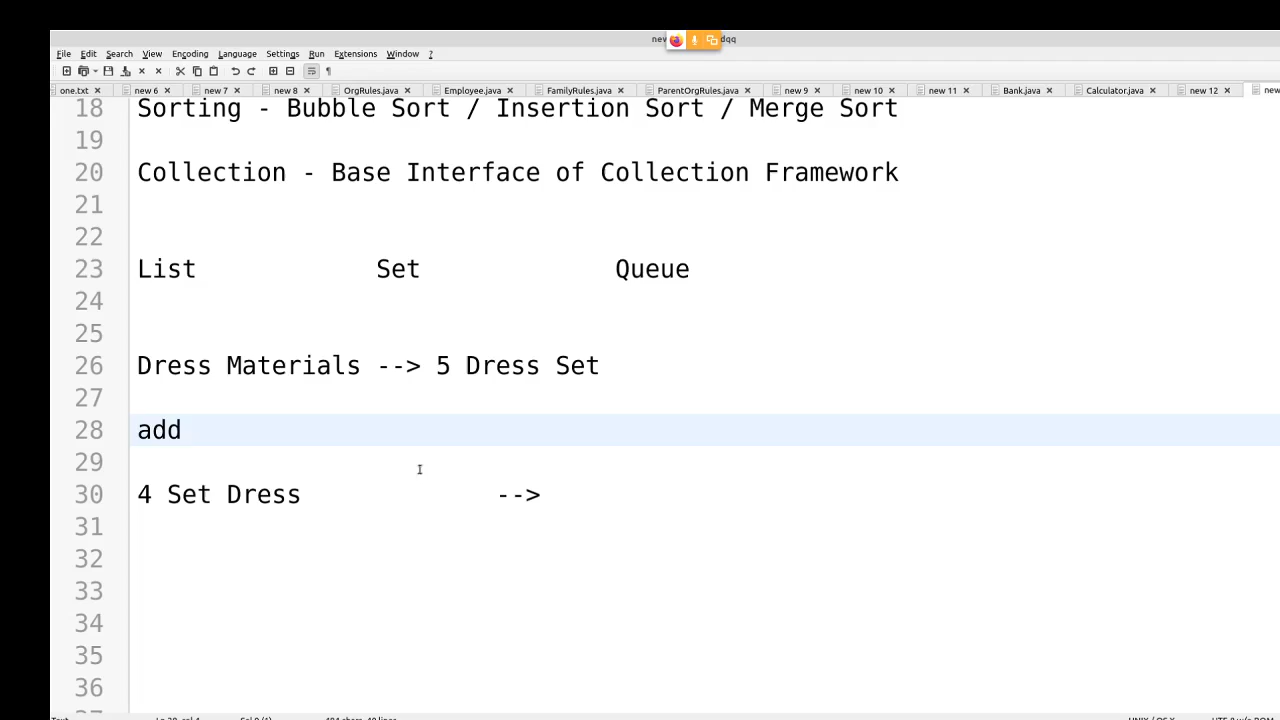 new dqq
File Edit Search View Encoding Language Settings Run Extensions Window ?
one.txt new 6 new 7 new 8 OrgRules.java Employee.java FamilyRules.java ParentOrgRules.java new 9 new 10 new 11 Bank.java Calculator.java new 12 new
18 Sorting - Bubble Sort / Insertion Sort / Merge Sort
19
20 Collection - Base Interface of Collection Framework
21
22
23 List Set Queue
24
25
26 Dress Materials --> 5 Dress Set
27
28 add
29
30 4 Set Dress -->
31
32
33
34
35
36